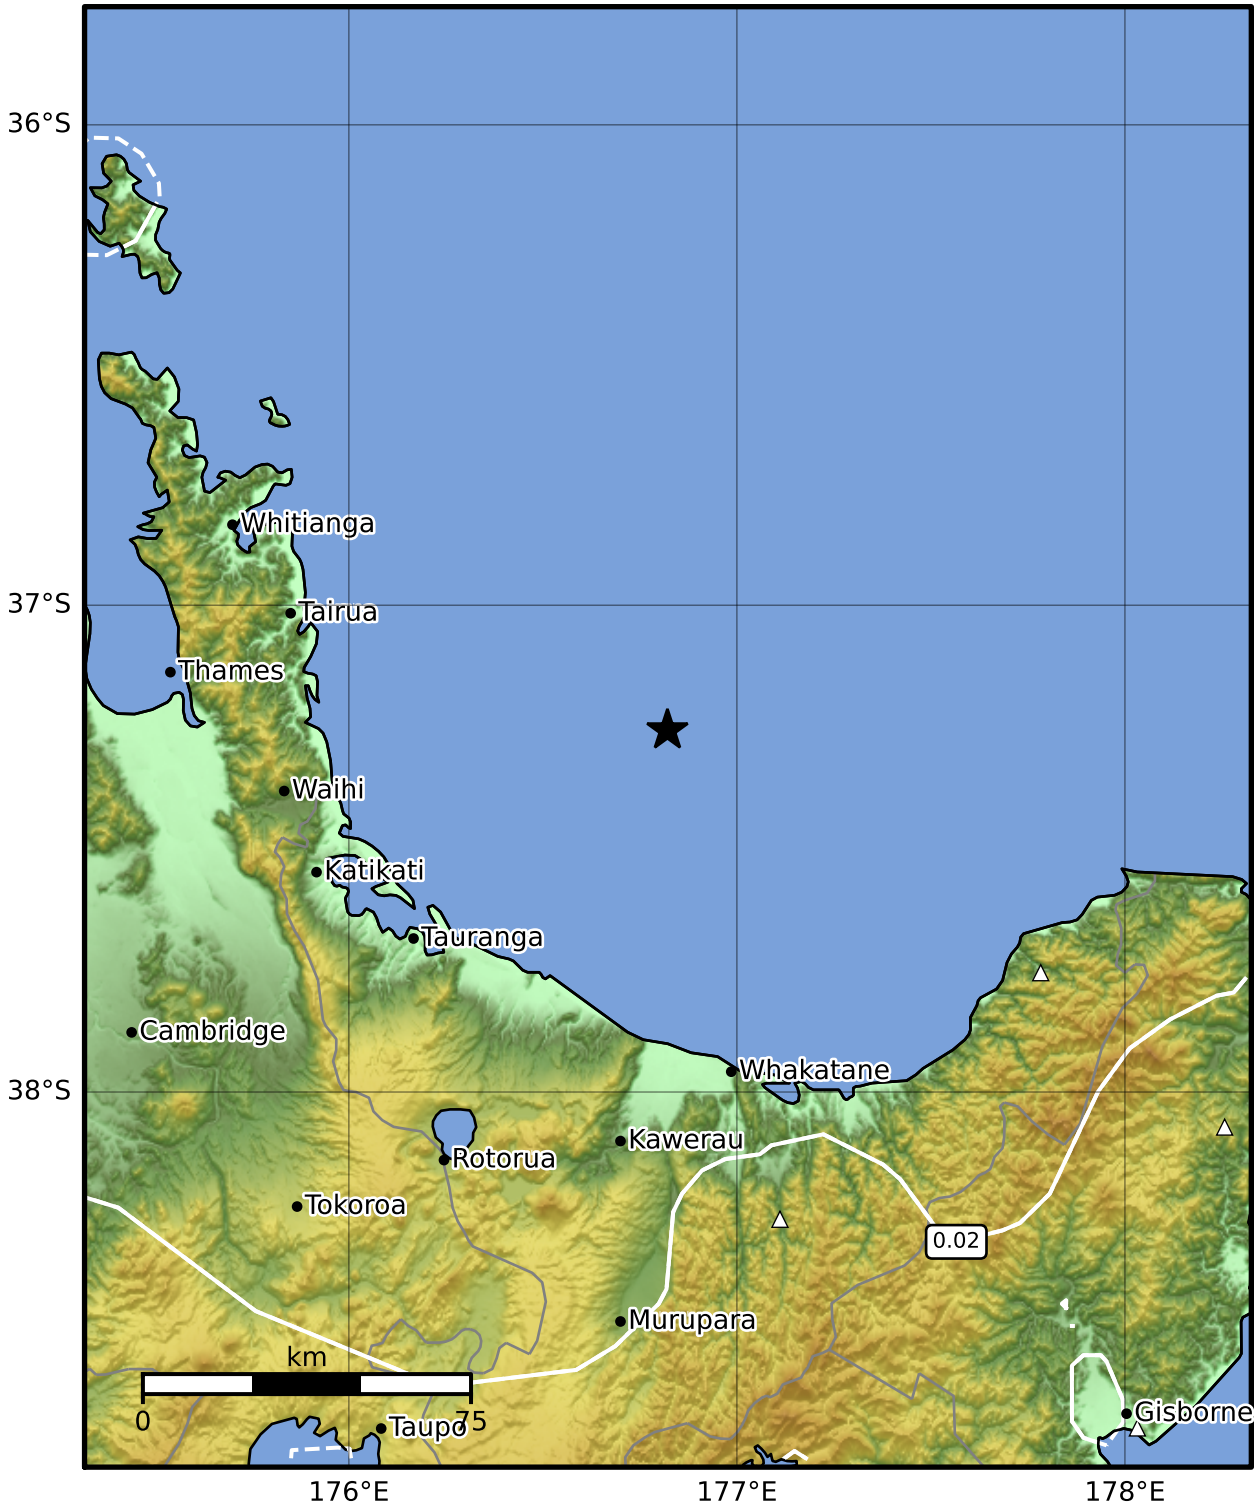 36°S
Whitianga
37°S
Tairua
Thames
Waihi
Katikati
Tauranga
Cambridge
Whakatane
38°S
Kawerau
Rotorua
Tokoroa
0.02
Murupara
km
0 75
Gisborne
Taupo
176°E 177°E 178°E